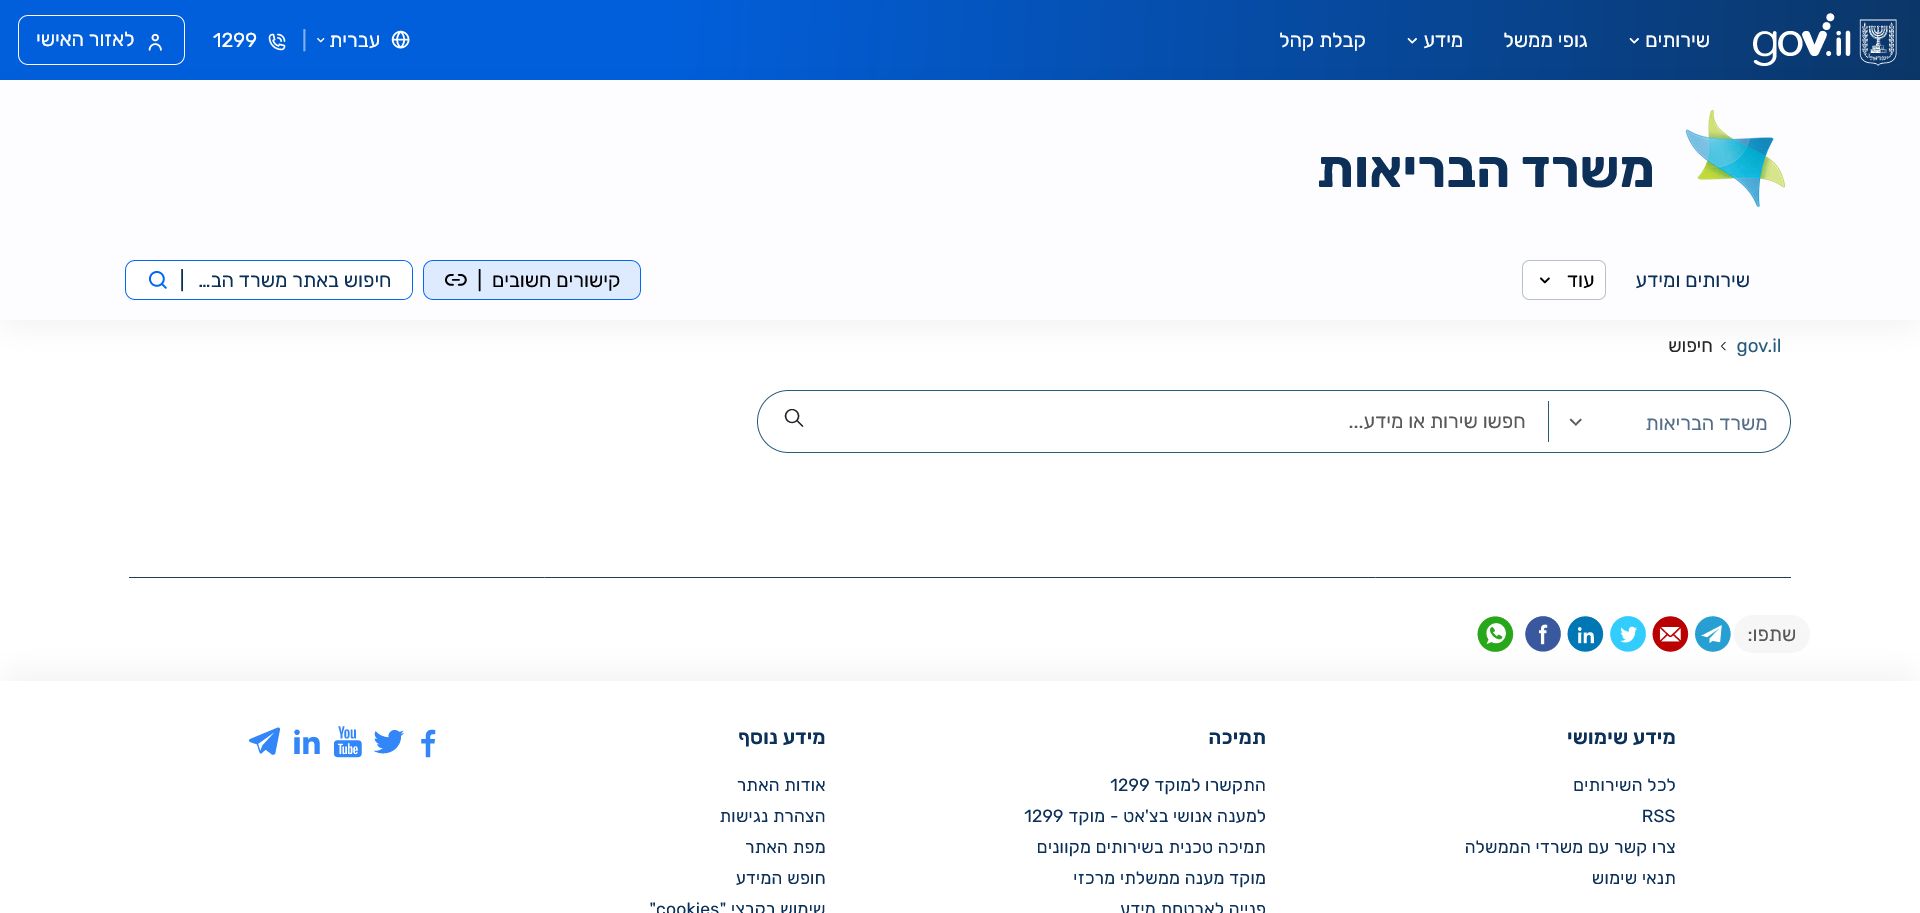 gov.il
שירותים
גופי ממשל
מידע
קבלת קהל
עברית
1299
לאזור האישי
משרד הבריאות
שירותים ומידע
עוד
קישורים חשובים
חיפוש באתר משרד הב...
gov.il › חיפוש
משרד הבריאות
חפשו שירות או מידע...
שתפו:
מידע שימושי
לכל השירותים
RSS
צרו קשר עם משרדי הממשלה
תנאי שימוש
תמיכה
התקשרו למוקד 1299
למענה אנושי בצ'אט - מוקד 1299
תמיכה טכנית בשירותים מקוונים
מוקד מענה ממשלתי מרכזי
פנייה לאבטחת מידע
מידע נוסף
אודות האתר
הצהרת נגישות
מפת האתר
חופש המידע
שימוש בקבצי "cookies"
You
Tube